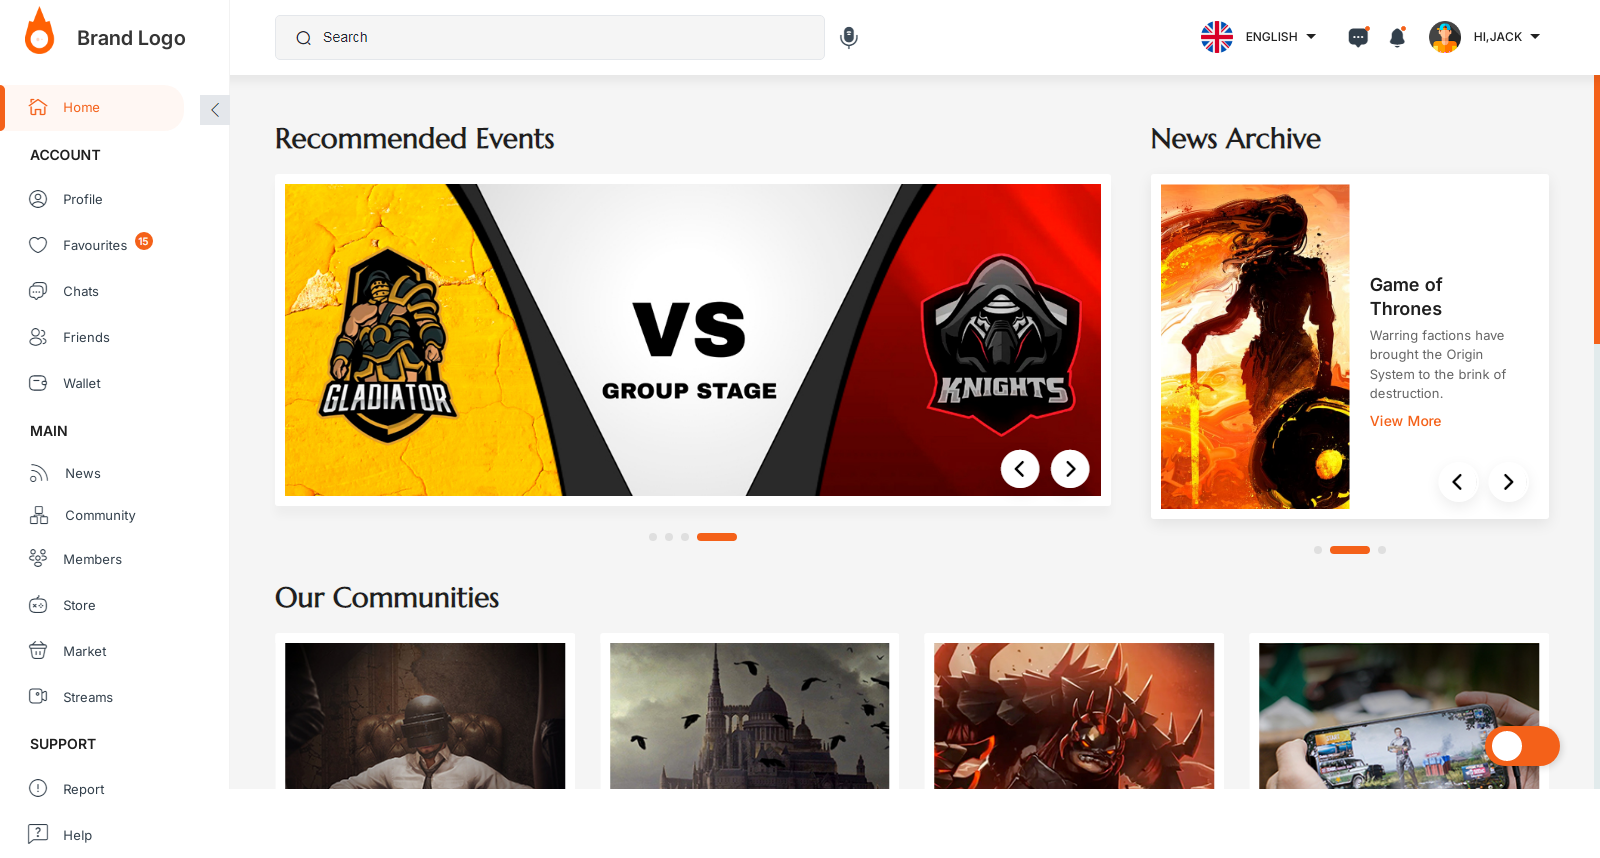 Brand Logo
Search
ENGLISH
HI,JACK
Home
ACCOUNT
Profile
Favourites 15
Chats
Friends
Wallet
MAIN
News
Community
Members
Store
Market
Streams
SUPPORT
Report
Help
Recommended Events
GLADIATOR
VS
GROUP STAGE
KNIGHTS
News Archive
Game of
Thrones
Warring factions have
brought the Origin
System to the brink of
destruction.
View More
Our Communities